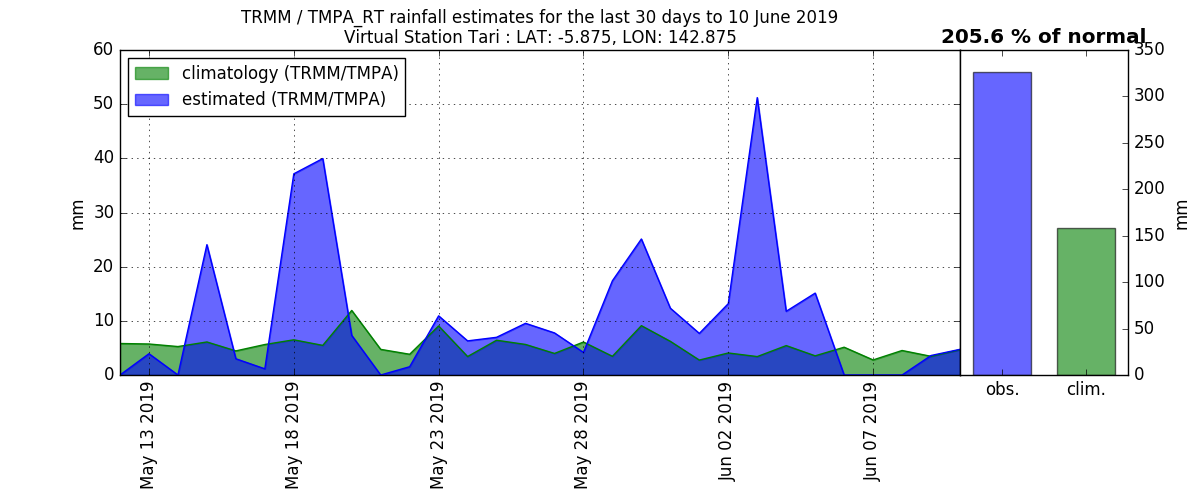 TRMM / TMPA_RT rainfall estimates for the last 30 days to 10 June 2019
Virtual Station Tari : LAT: -5.875, LON: 142.875
205.6 % of normal
climatology (TRMM/TMPA)
estimated (TRMM/TMPA)
mm
60
50
40
30
20
10
0
May 13 2019
May 18 2019
May 23 2019
May 28 2019
Jun 02 2019
Jun 07 2019
350
300
250
200
150
100
50
0
mm
obs.
clim.